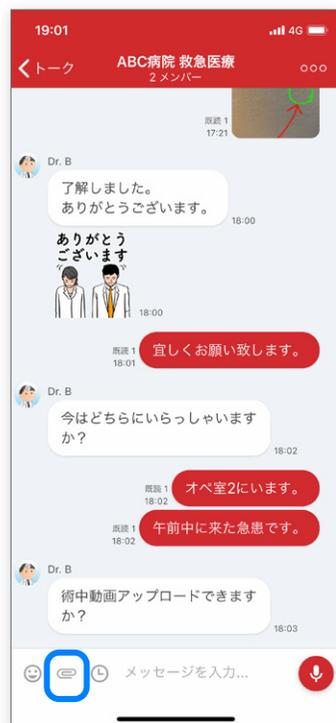 19:01
4G
トーク
ABC病院 救急医療
2 メンバー
既読 1
17:21
Dr. B
了解しました。
ありがとうございます。
18:00
ありがとう
ございます
18:00
既読 1
18:01
宜しくお願い致します。
Dr. B
今はどちらにいらっしゃいます
か？
18:02
既読 1
18:02
オペ室2にいます。
既読 1
18:02
午前中に来た急患です。
Dr. B
術中動画アップロードできます
か？
18:03
メッセージを入力...